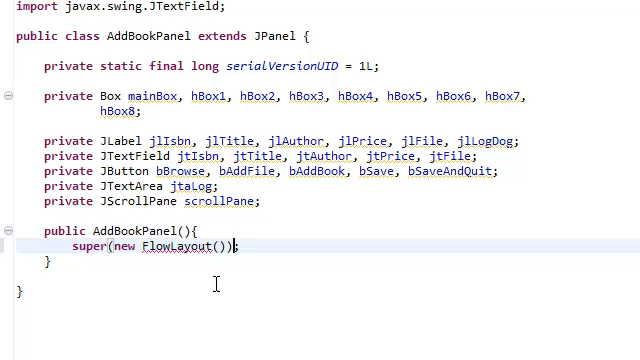 import javax.swing.JTextField;
public class AddBookPanel extends JPanel {
private static final long serialVersionUID = 1L;
private Box mainBox, hBox1, hBox2, hBox3, hBox4, hBox5, hBox6, hBox7,
hBox8;
private JLabel jlIsbn, jlTitle, jlAuthor, jlPrice, jlFile, jlLogDog;
private JTextField jtIsbn, jtTitle, jtAuthor, jtPrice, jtFile;
private JButton bBrowse, bAddFile, bAddBook, bSave, bSaveAndQuit;
private JTextArea jtaLog;
private JScrollPane scrollPane;
public AddBookPanel(){
super(new FlowLayout());
}
}